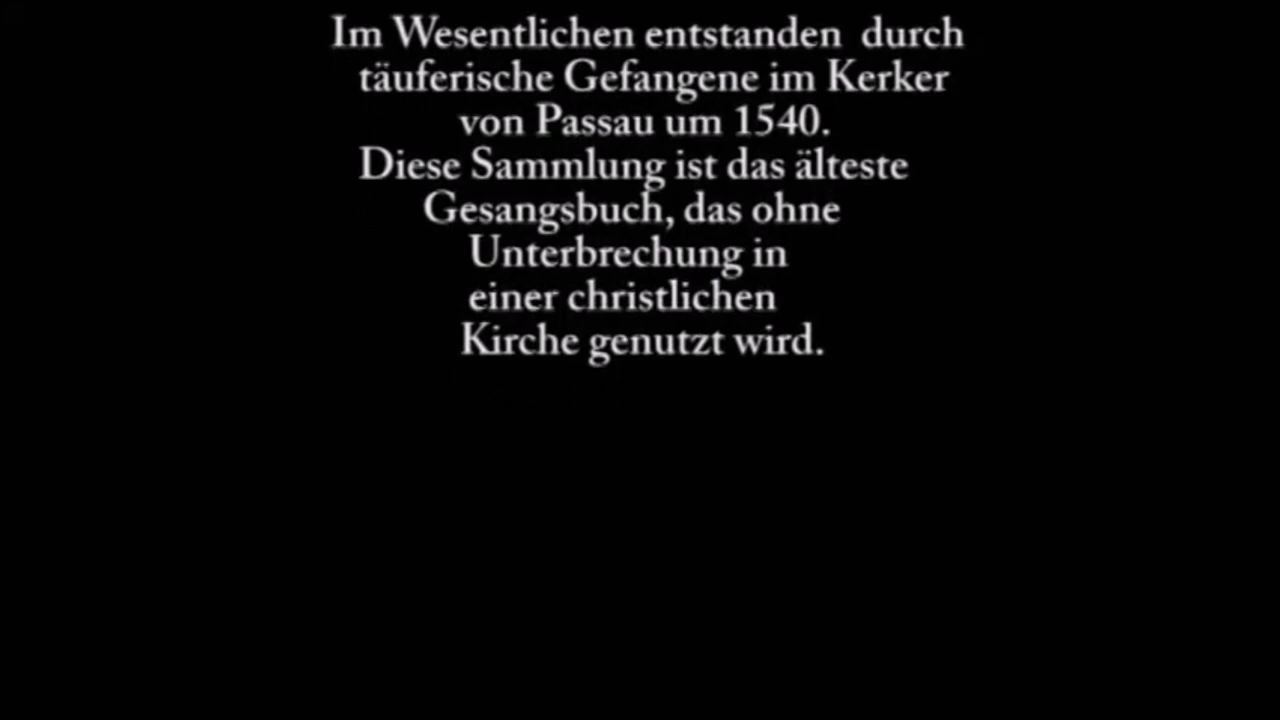 Im Wesentlichen entstanden durch
täuferische Gefangene im Kerker
von Passau um 1540.
Diese Sammlung ist das älteste
Gesangsbuch, das ohne
Unterbrechung in
einer christlichen
Kirche genutzt wird.